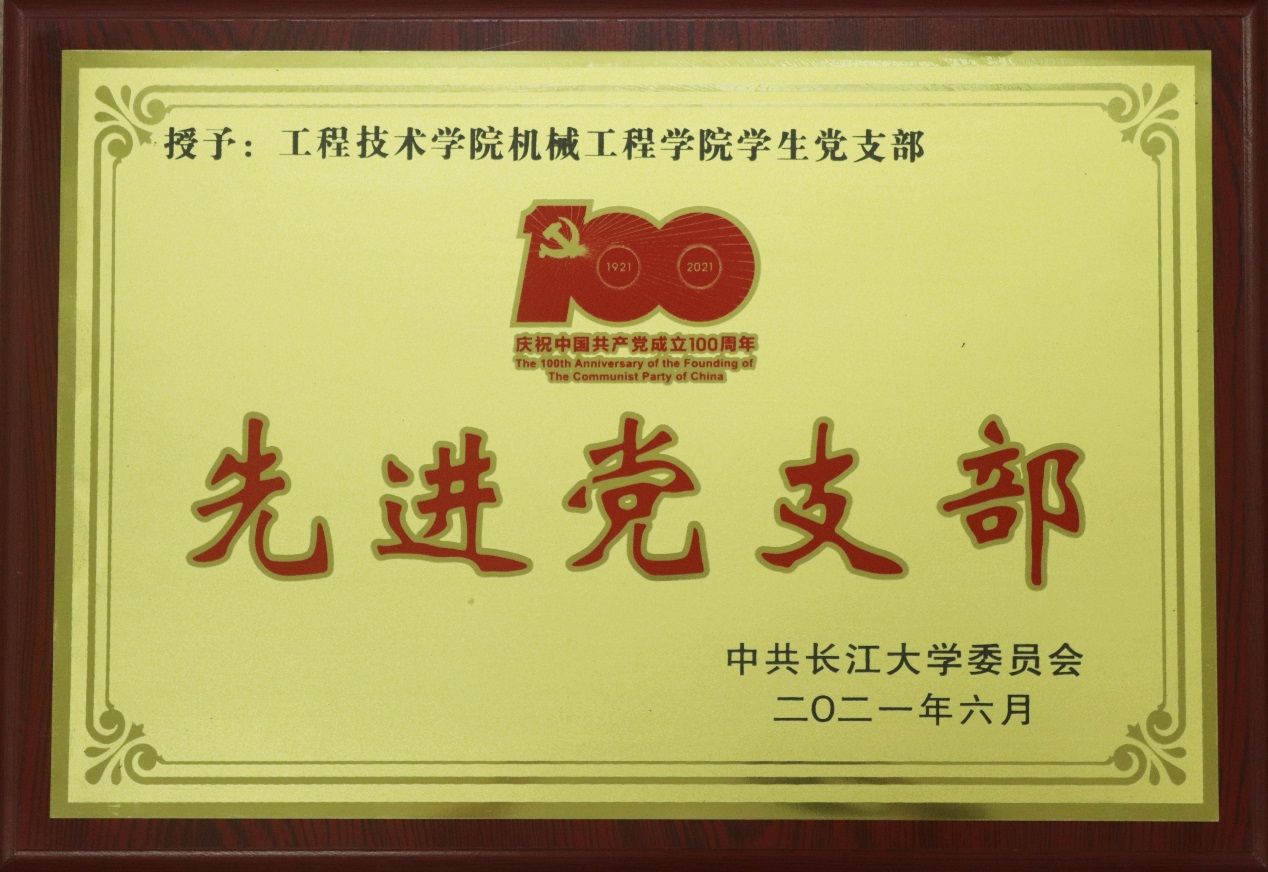 授予：工程技术学院机械工程学院学生党支部
100
1921 2021
庆祝中国共产党成立100周年
The 100th Anniversary of the Founding of
The Communist Party of China
先进党支部
中共长江大学委员会
二〇二一年六月